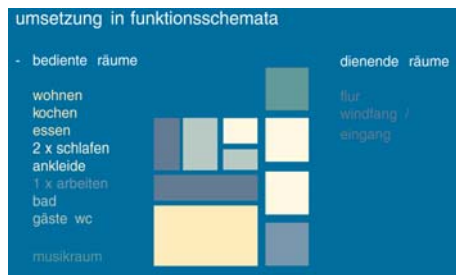 umsetzung in funktionsschemata
- bediente räume
wohnen
kochen
essen
2 x schlafen
ankleide
1 x arbeiten
bad
gäste wc
musikraum
dienende räume
flur
windfang /
eingang